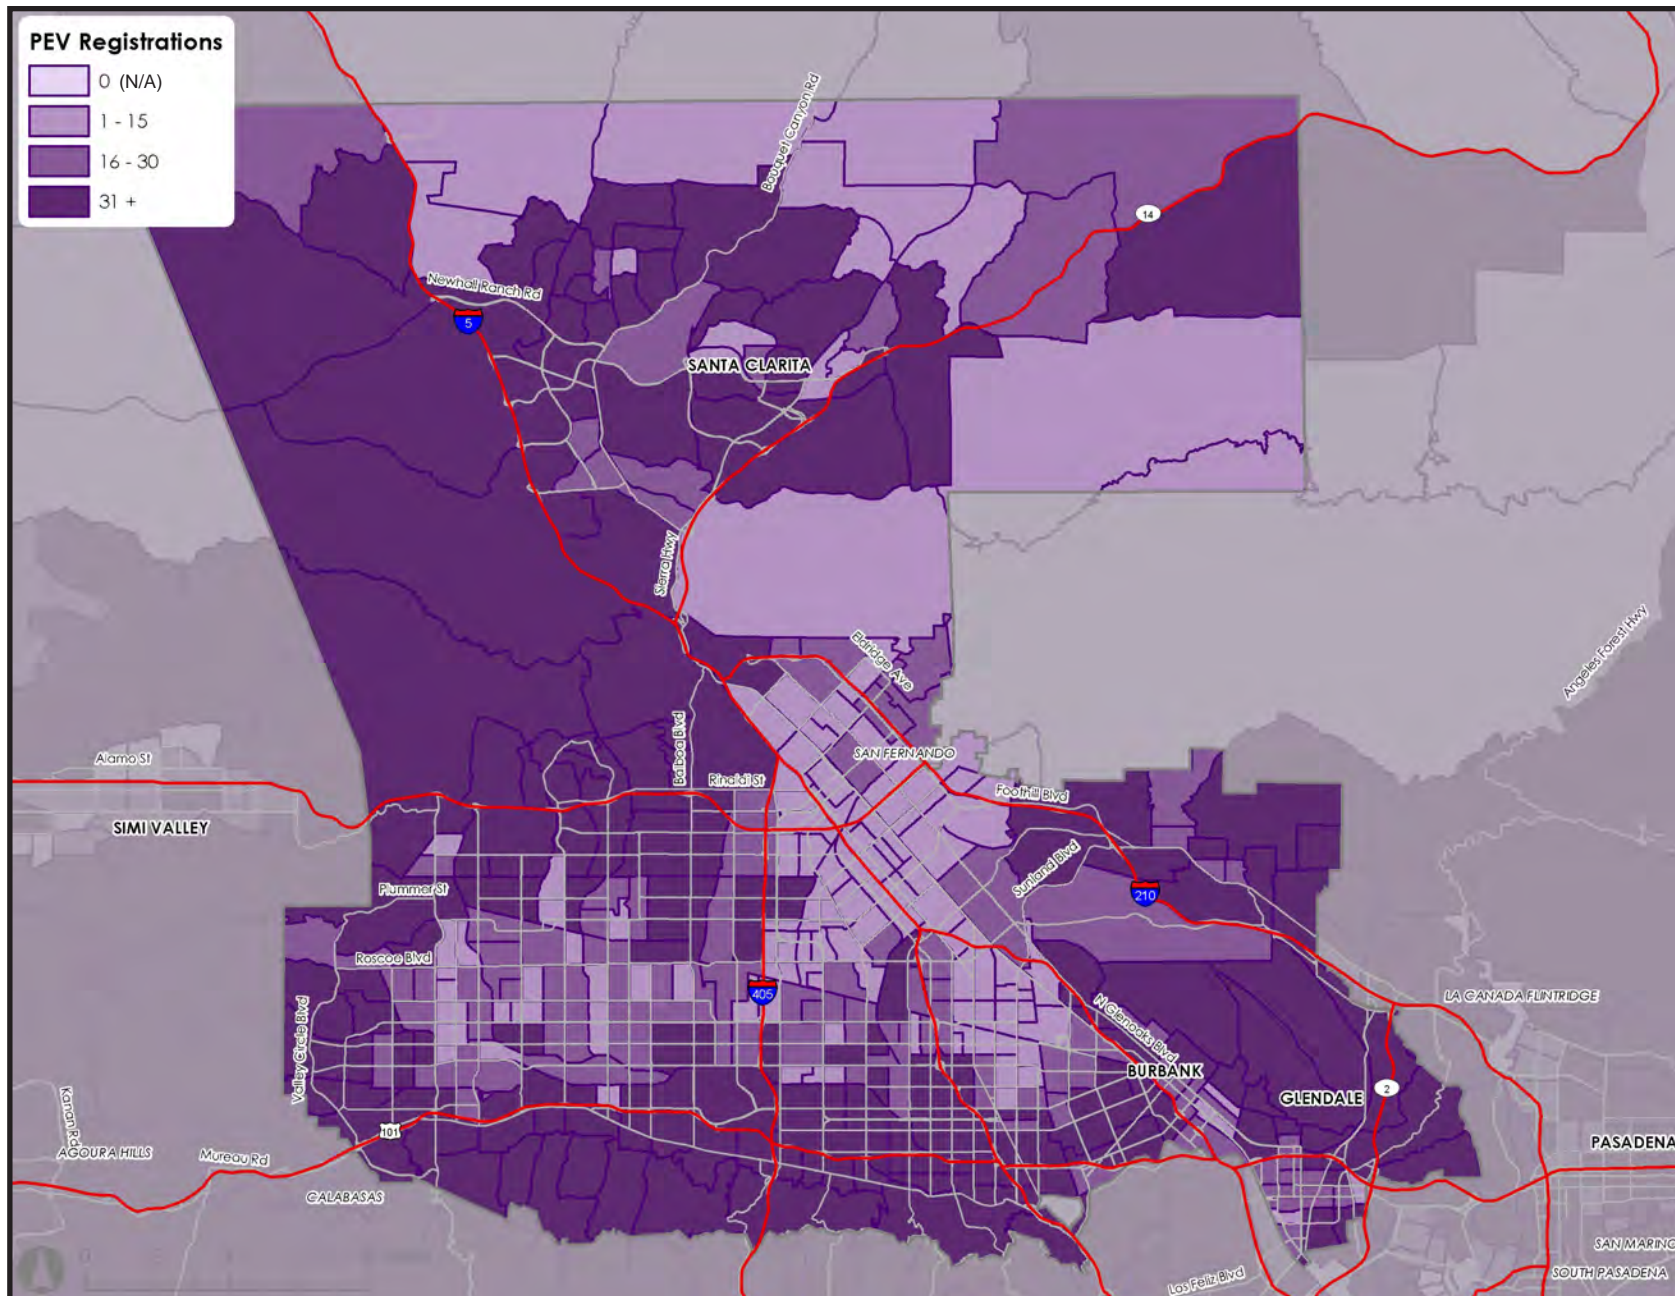 PEV Registrations
0 (N/A)
1 - 15
16 - 30
31 +
Bouquet Canyon Rd
14
Newhall Ranch Rd
5
SANTA CLARITA
Sierra Hwy
Eldridge Ave
Angeles Forest Hwy
Balboa Blvd
SAN FERNANDO
Alamo St
Rinaldi St
Foothill Blvd
SIMI VALLEY
Sunland Blvd
Plummer St
210
Roscoe Blvd
405
LA CANADA FLINTRIDGE
Valley Circle Blvd
N Glenoaks Blvd
BURBANK
GLENDALE
2
Kanan Rd
101
AGOURA HILLS
Mureau Rd
PASADENA
CALABASAS
SAN MARINO
Los Feliz Blvd
SOUTH PASADENA
0